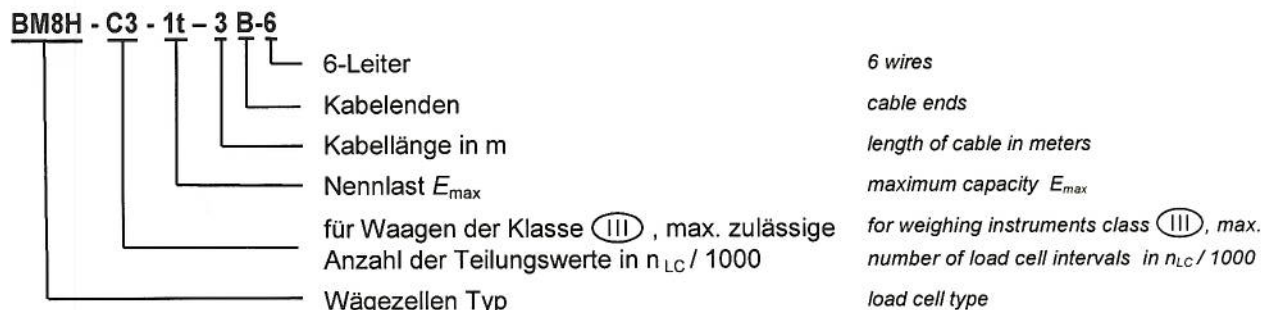 BM8H - C3 - 1t – 3 B-6
6-Leiter 6 wires
Kabelenden cable ends
Kabellänge in m length of cable in meters
Nennlast Emax maximum capacity Emax
für Waagen der Klasse III , max. zulässige for weighing instruments class III, max.
Anzahl der Teilungswerte in n LC / 1000 number of load cell intervals in nLC / 1000
Wägezellen Typ load cell type